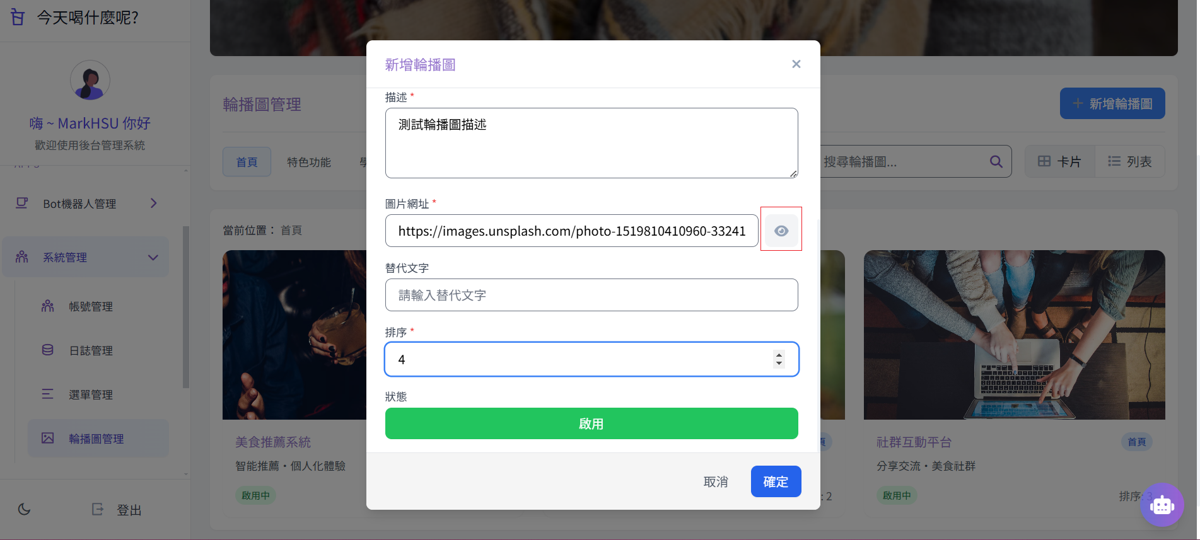 今天喝什麼呢?
嗨 ~ MarkHSU 你好
歡迎使用後台管理系統
Bot機器人管理
系統管理
帳號管理
日誌管理
選單管理
輪播圖管理
登出
輪播圖管理
新增輪播圖
首頁
特色功能
搜尋輪播圖...
卡片
列表
當前位置： 首頁
美食推薦系統
智能推薦・個人化體驗
啟用中
: 2
社群互動平台
首頁
分享交流・美食社群
啟用中
排序: 3
新增輪播圖
描述 *
測試輪播圖描述
圖片網址 *
https://images.unsplash.com/photo-1519810410960-33241
替代文字
請輸入替代文字
排序 *
4
狀態
啟用
取消
確定